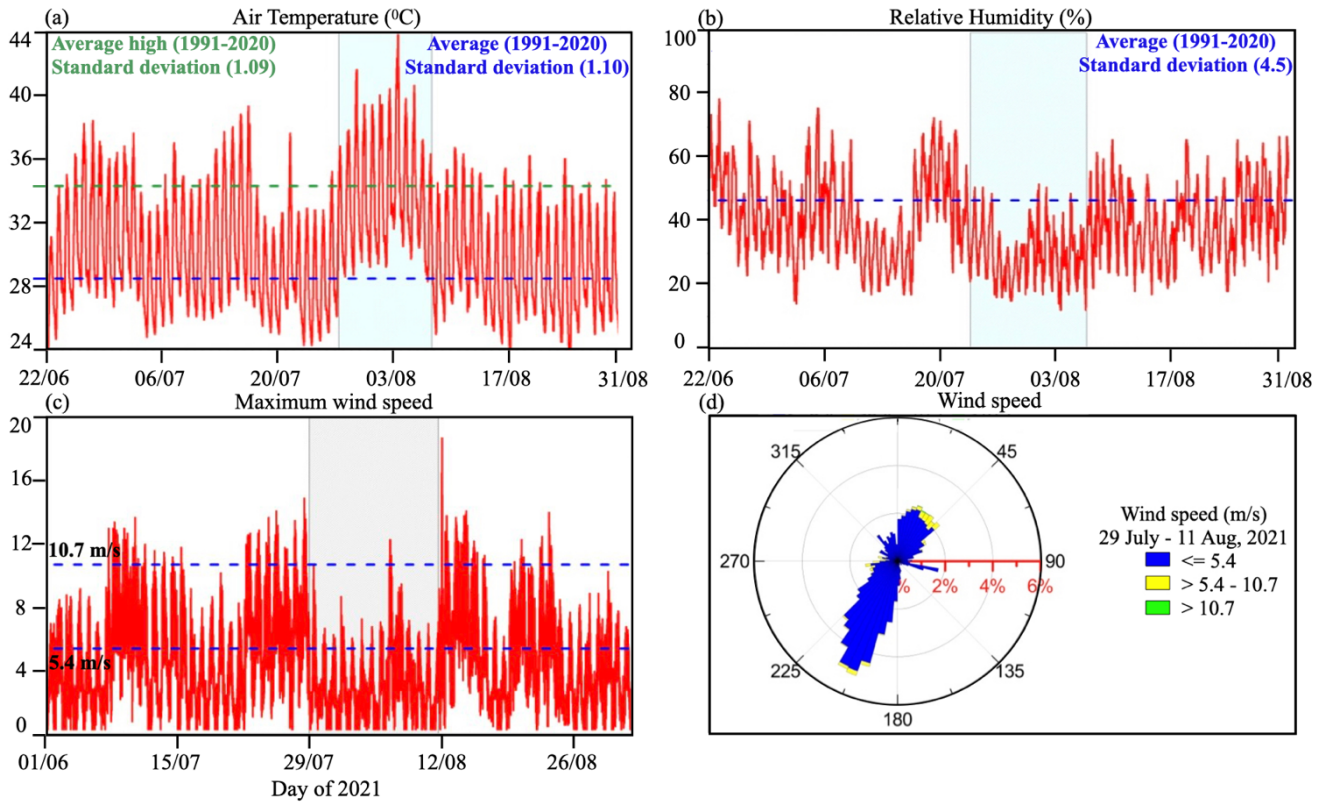 (a) Air Temperature (⁰C)
Average high (1991-2020)
Standard deviation (1.09)
Average (1991-2020)
Standard deviation (1.10)
44
40
36
32
28
24
22/06 06/07 20/07 03/08 17/08 31/08
(b) Relative Humidity (%)
Average (1991-2020)
Standard deviation (4.5)
100
80
60
40
20
0
22/06 06/07 20/07 03/08 17/08 31/08
(c) Maximum wind speed
20
16
12
10.7 m/s
8
5.4 m/s
4
0
01/06 15/07 29/07 12/08 26/08
Day of 2021
(d) Wind speed
315 45
270 90
% 2% 4% 6%
225 135
180
Wind speed (m/s)
29 July - 11 Aug, 2021
<= 5.4
> 5.4 - 10.7
> 10.7